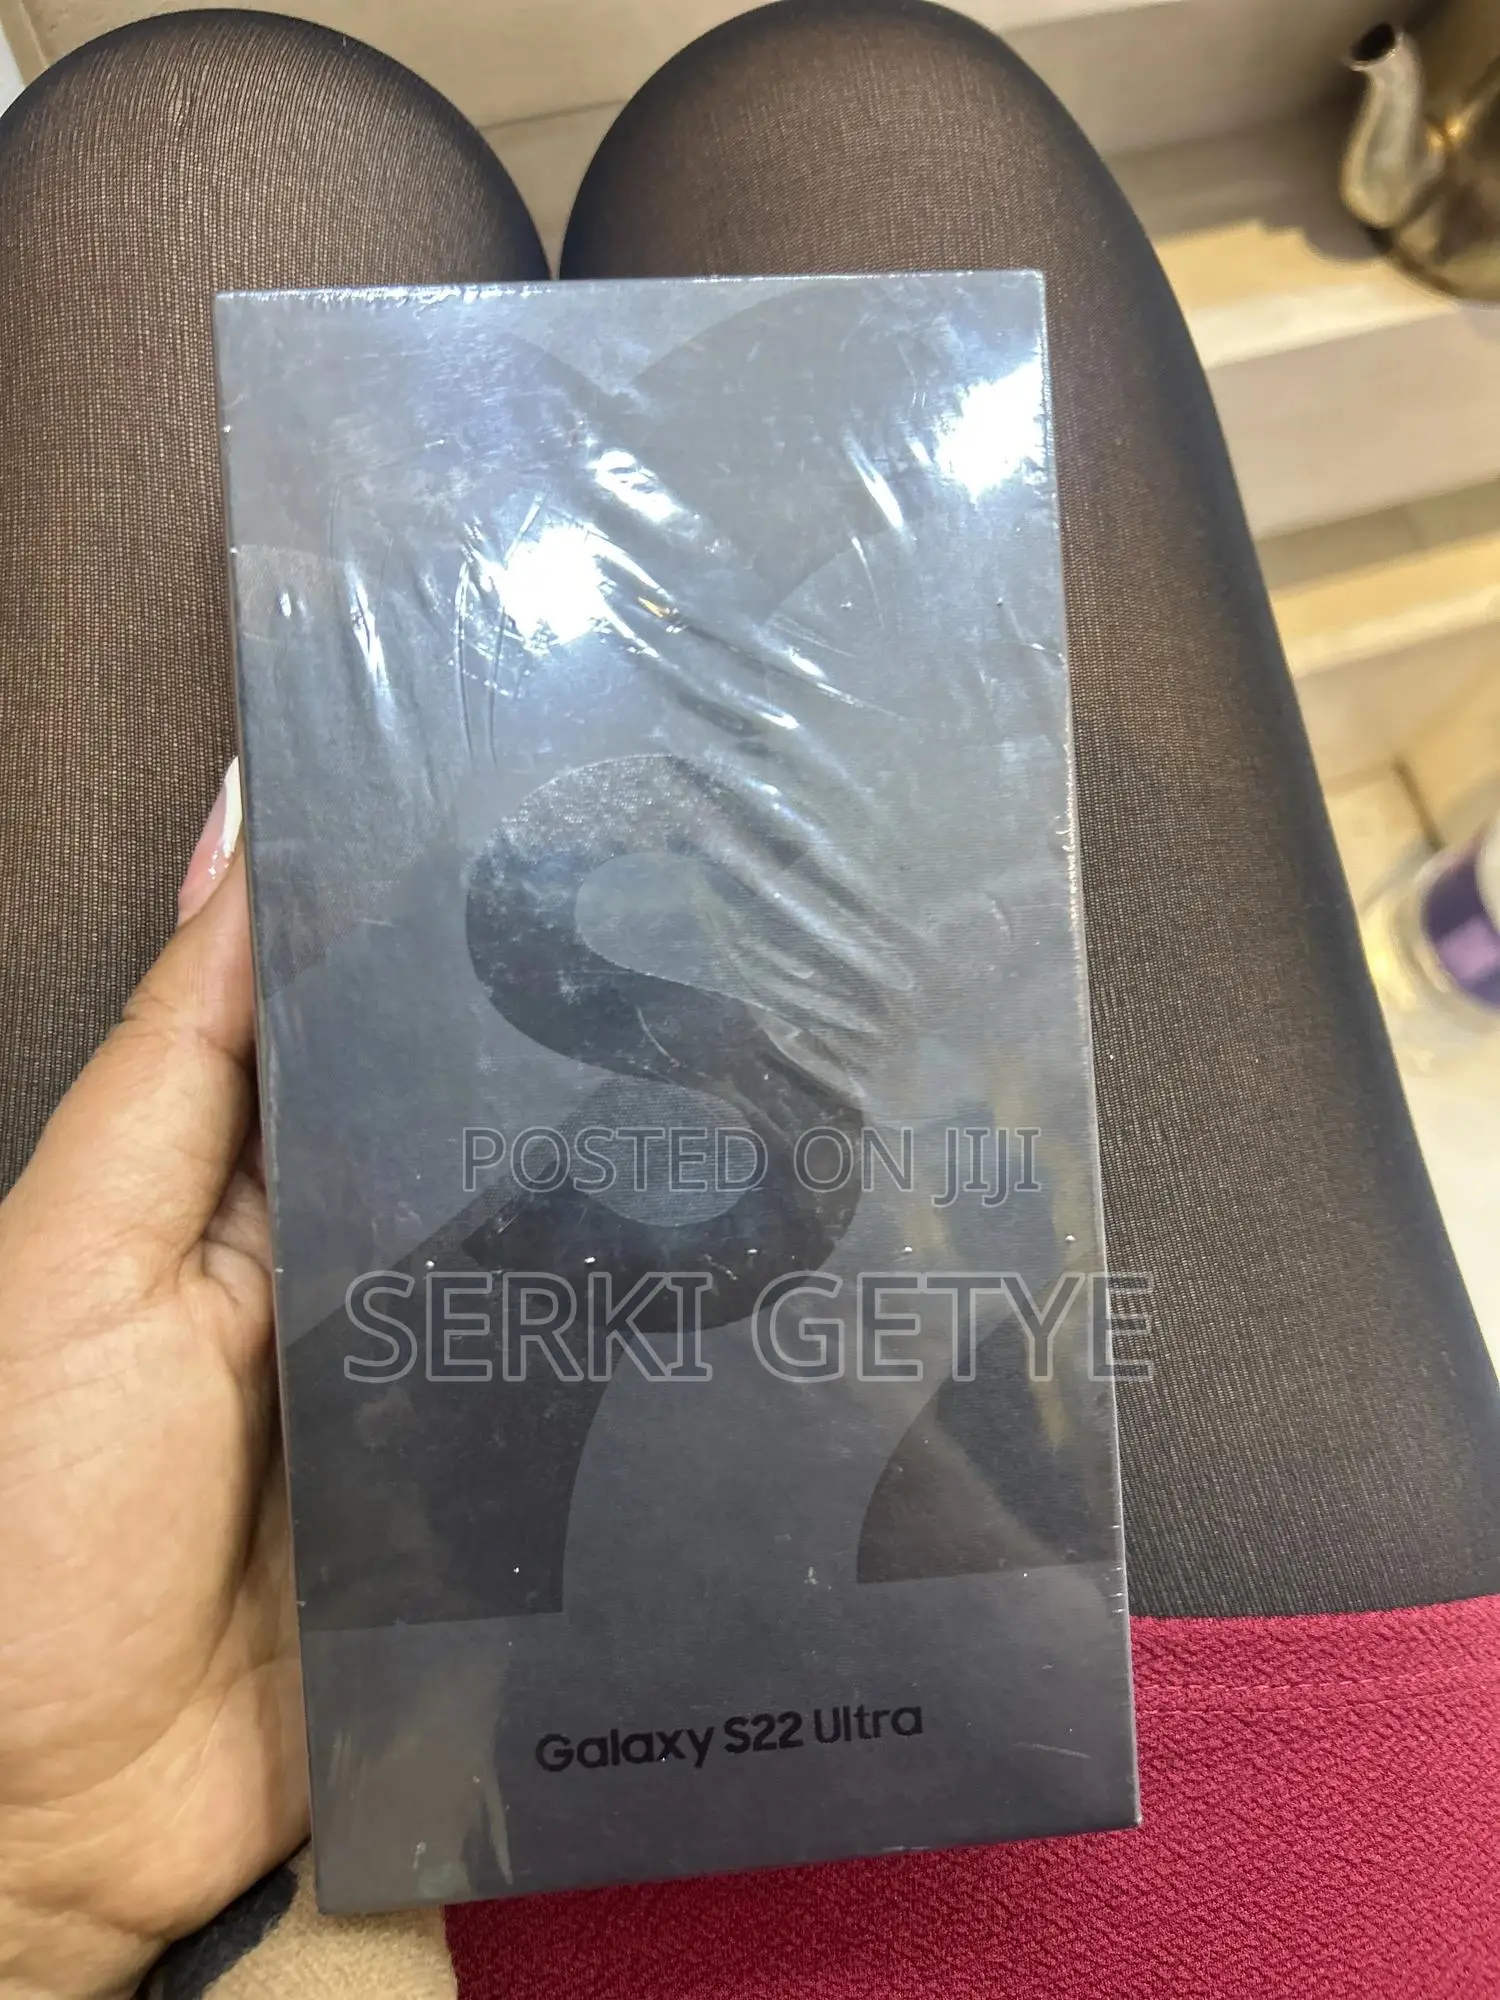 POSTED ON JIJI
SERKI GETYE
Galaxy S22 Ultra